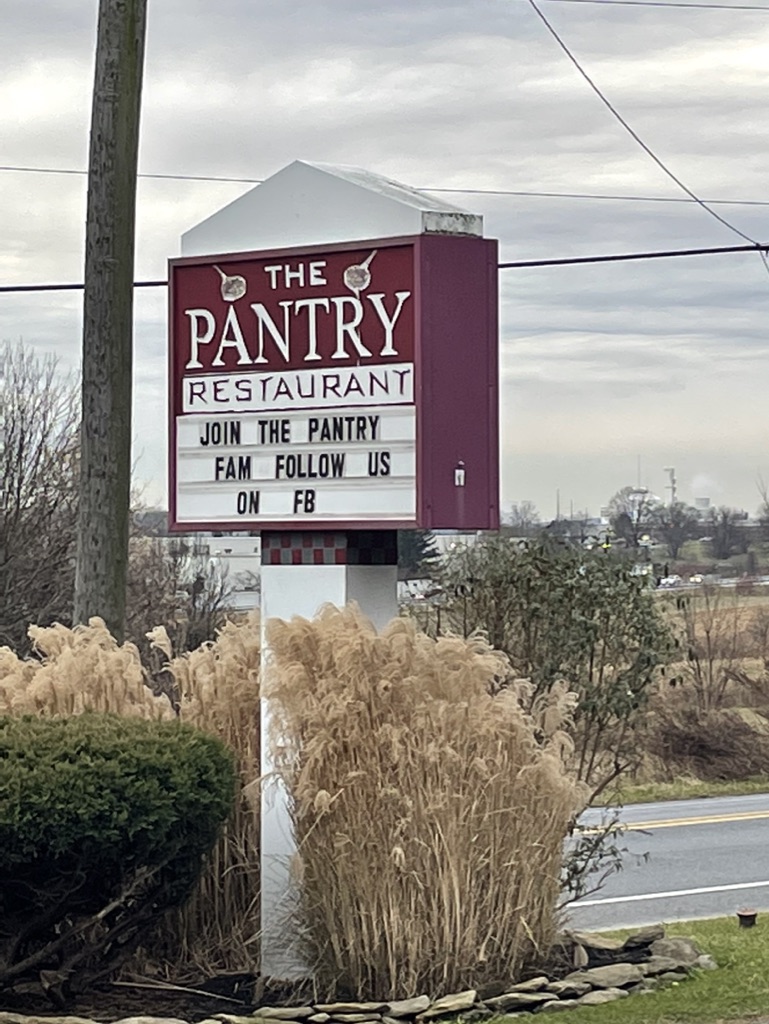 THE
PANTRY
RESTAURANT
JOIN THE PANTRY
FAM FOLLOW US
ON FB